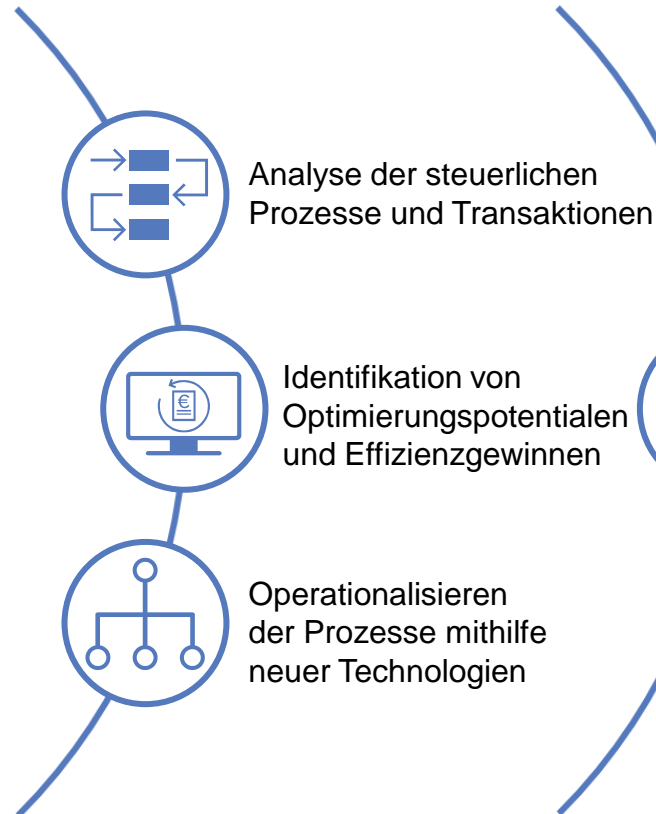 Analyse der steuerlichen
Prozesse und Transaktionen
€
Identifikation von
Optimierungspotentialen
und Effizienzgewinnen
Operationalisieren
der Prozesse mithilfe
neuer Technologien